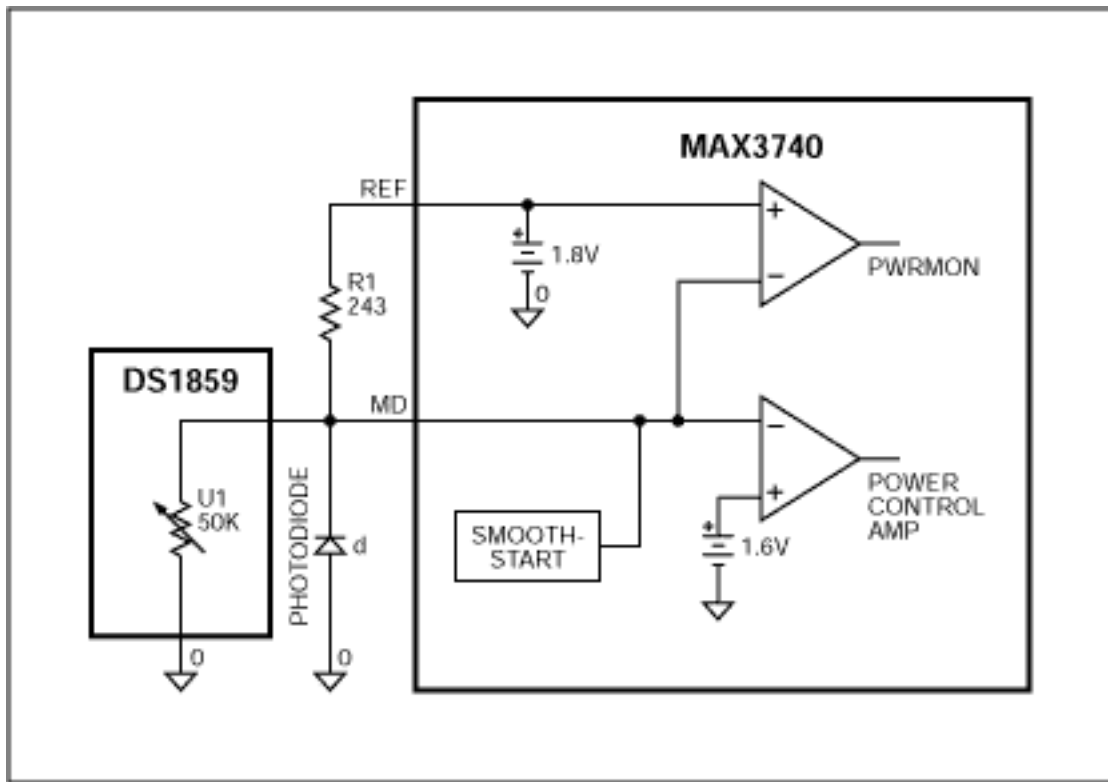 MAX3740
REF
1.8V
0
PWRMON
R1
243
DS1859
MD
U1
50K
PHOTODIODE
d
SMOOTH-
START
1.6V
POWER
CONTROL
AMP
0
0